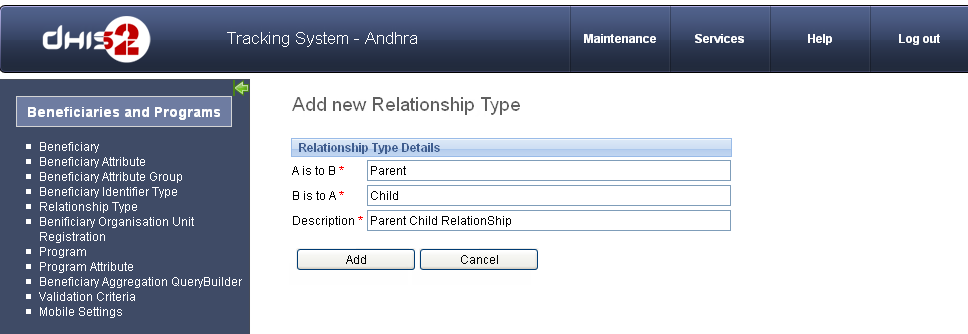 dHIS2 Tracking System - Andhra Maintenance Services Help Log out
Beneficiaries and Programs
Beneficiary
Beneficiary Attribute
Beneficiary Attribute Group
Beneficiary Identifier Type
Relationship Type
Benificiary Organisation Unit
Registration
Program
Program Attribute
Beneficiary Aggregation QueryBuilder
Validation Criteria
Mobile Settings
Add new Relationship Type
Relationship Type Details
A is to B * Parent
B is to A * Child
Description * Parent Child RelationShip
Add Cancel